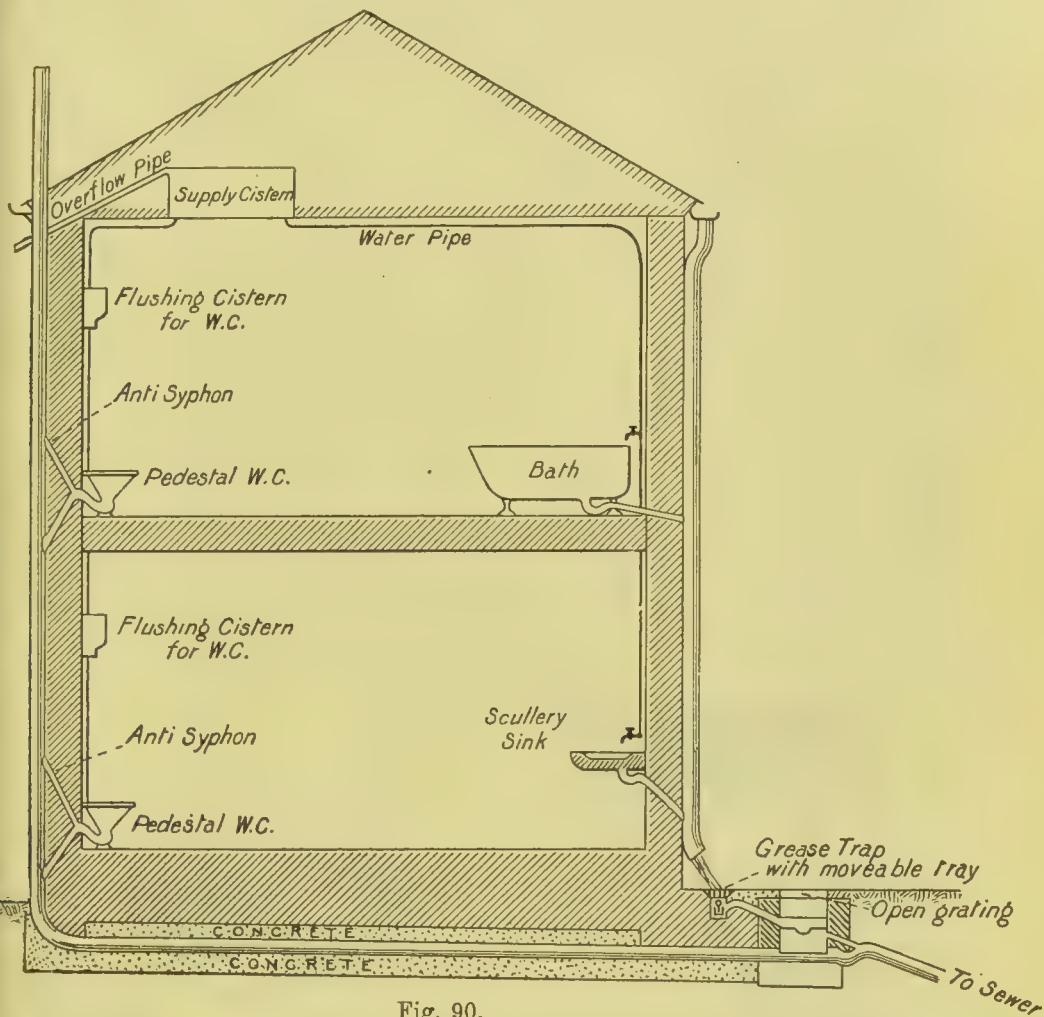 Overflow Pipe
Supply Cistern
Water Pipe
Flushing Cistern
for W.C.
Anti Syphon
Pedestal W.C.
Bath
Flushing Cistern
for W.C.
Anti Syphon
Scullery
Sink
Pedestal W.C.
Grease Trap
with moveable tray
Open grating
CONCRETE
CONCRETE
To Sewer
Fig. 90.